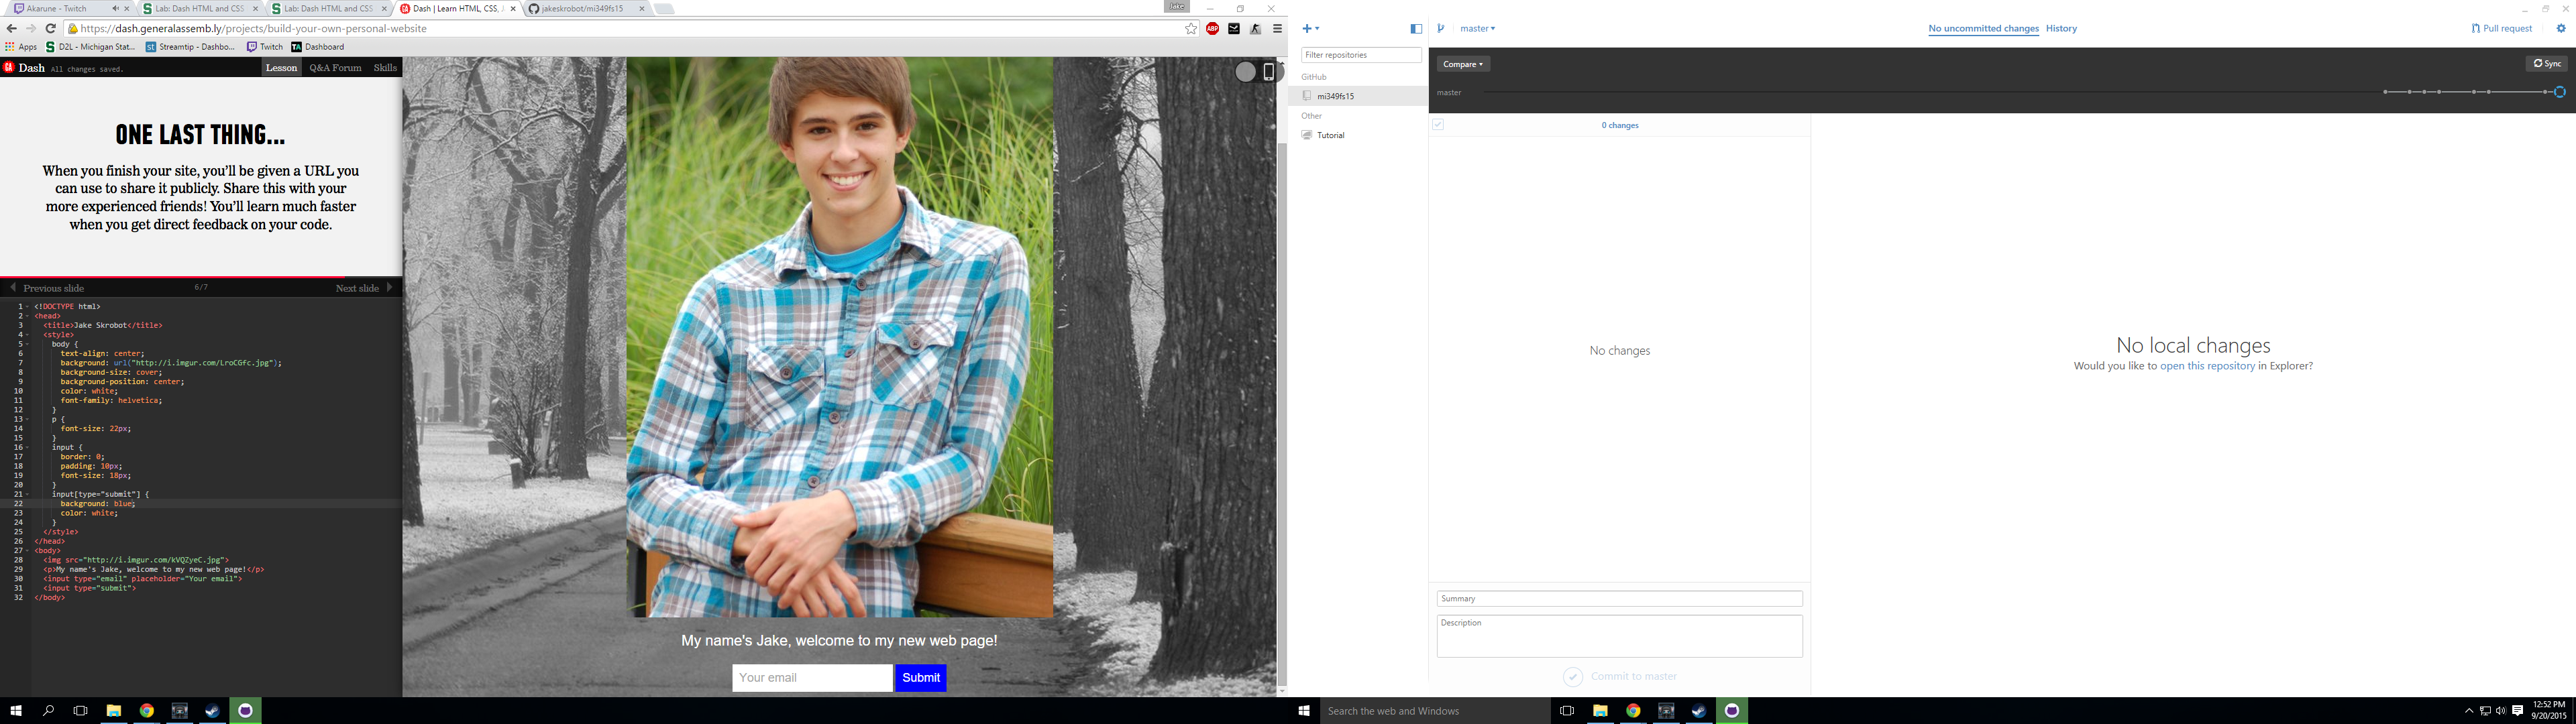 Akarune - Twitch
Lab: Dash HTML and CSS
Lab: Dash HTML and CSS
Dash | Learn HTML, CSS, J
jakeskrobot/mi349fs15
Jake
https://dash.generalassemb.ly/projects/build-your-own-personal-website
ABP
Apps
D2L - Michigan Stat...
Streamtip - Dashbo...
Twitch
Dashboard
Dash
All changes saved.
Lesson
Q&A Forum
Skills
ONE LAST THING...
When you finish your site, you'll be given a URL you
can use to share it publicly. Share this with your
more experienced friends! You'll learn much faster
when you get direct feedback on your code.
Previous slide
6/7
Next slide
1 <!DOCTYPE html>
2 <head>
3 <title>Jake Skrobot</title>
4 <style>
5 body {
6 text-align: center;
7 background: url("http://i.imgur.com/LroCGfc.jpg");
8 background-size: cover;
9 background-position: center;
10 color: white;
11 font-family: helvetica;
12 }
13 p {
14 font-size: 22px;
15 }
16 input {
17 border: 0;
18 padding: 10px;
19 font-size: 18px;
20 }
21 input[type="submit"] {
22 background: blue;
23 color: white;
24 }
25 </style>
26 </head>
27 <body>
28 <img src="http://i.imgur.com/kVQZyeC.jpg">
29 <p>My name's Jake, welcome to my new web page!</p>
30 <input type="email" placeholder="Your email">
31 <input type="submit">
32 </body>
My name's Jake, welcome to my new web page!
Your email
Submit
master
No uncommitted changes
History
Pull request
Filter repositories
GitHub
mi349fs15
Other
Tutorial
Compare
Sync
master
0 changes
No changes
No local changes
Would you like to open this repository in Explorer?
Summary
Description
Commit to master
Search the web and Windows
12:52 PM
9/20/2015